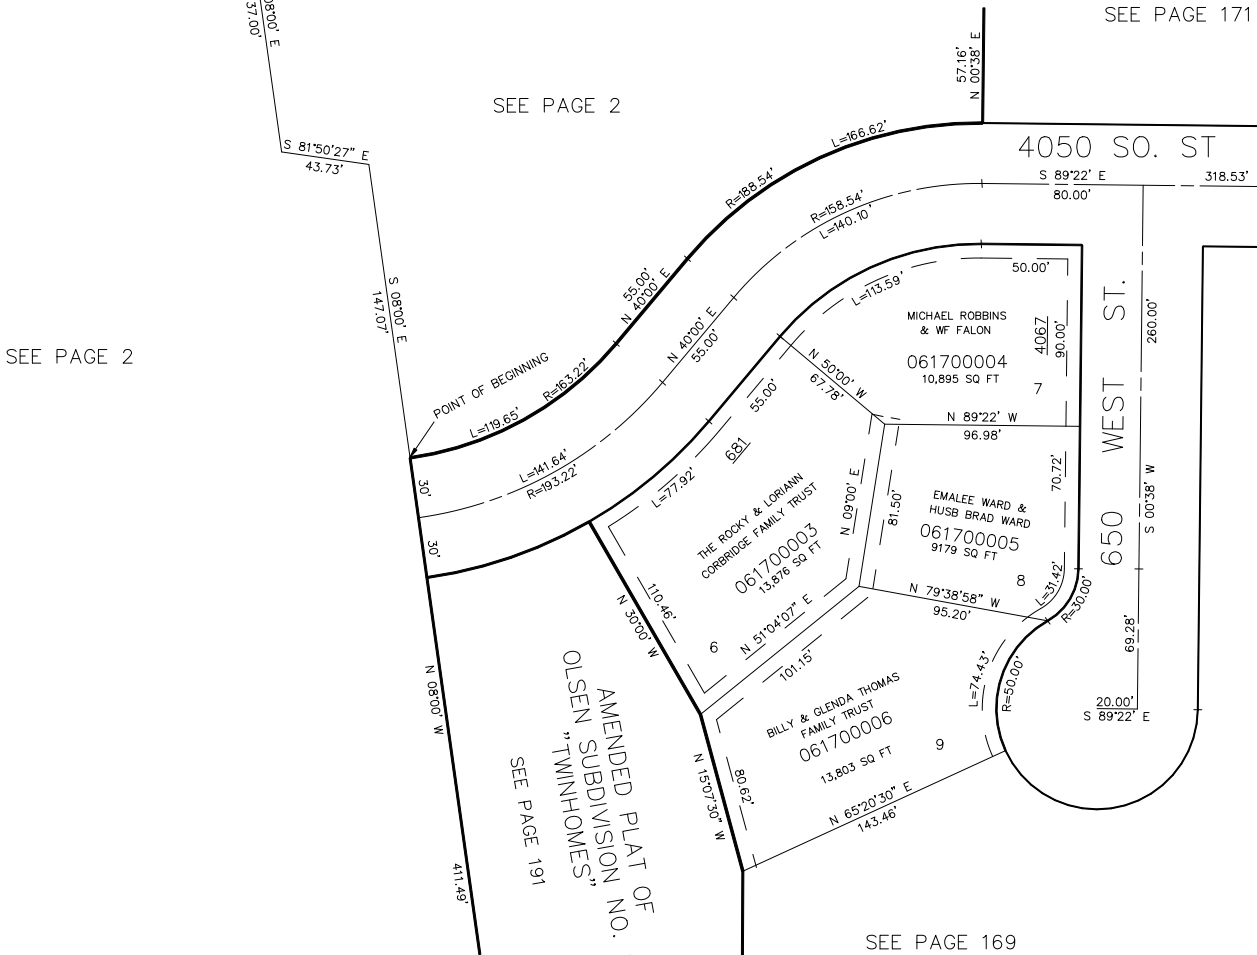 08°00' E
37.00'
SEE PAGE 171
57.16'
N 00°38' E
SEE PAGE 2
S 81°50'27" E
43.73'
L=166.62'
R=188.54'
4050 SO. ST
S 89°22' E
80.00'
318.53'
R=158.54'
L=140.10'
55.00'
N 40°00' E
N 40°00' E
55.00'
S 08°00' E
147.07'
SEE PAGE 2
POINT OF BEGINNING
L=119.65'
R=163.22'
L=141.64'
R=193.22'
30'
30'
50.00'
L=113.59'
MICHAEL ROBBINS
& WF FALON
061700004
10,895 SQ FT
4067
90.00'
7
N 50°00' W
67.78'
N 89°22' W
96.98'
650 WEST ST.
260.00'
S 00°38' W
55.00'
681
L=77.92'
THE ROCKY & LORIANN
CORBRIDGE FAMILY TRUST
061700003
13,876 SQ FT
6
N 09°00' E
81.50'
EMALEE WARD &
HUSB BRAD WARD
061700005
9179 SQ FT
8
70.72'
L=31.42'
R=30.00'
N 79°38'58" W
95.20'
110.46'
N 30°00' W
N 51°04'07" E
101.15'
BILLY & GLENDA THOMAS
FAMILY TRUST
061700006
13,803 SQ FT
9
L=74.43'
R=50.00'
69.28'
20.00'
S 89°22' E
N 65°20'30" E
143.46'
80.62'
N 15°07'30" W
N 08°00' W
411.49'
AMENDED PLAT OF
OLSEN SUBDIVISION NO.
"TWINHOMES"
SEE PAGE 191
SEE PAGE 169